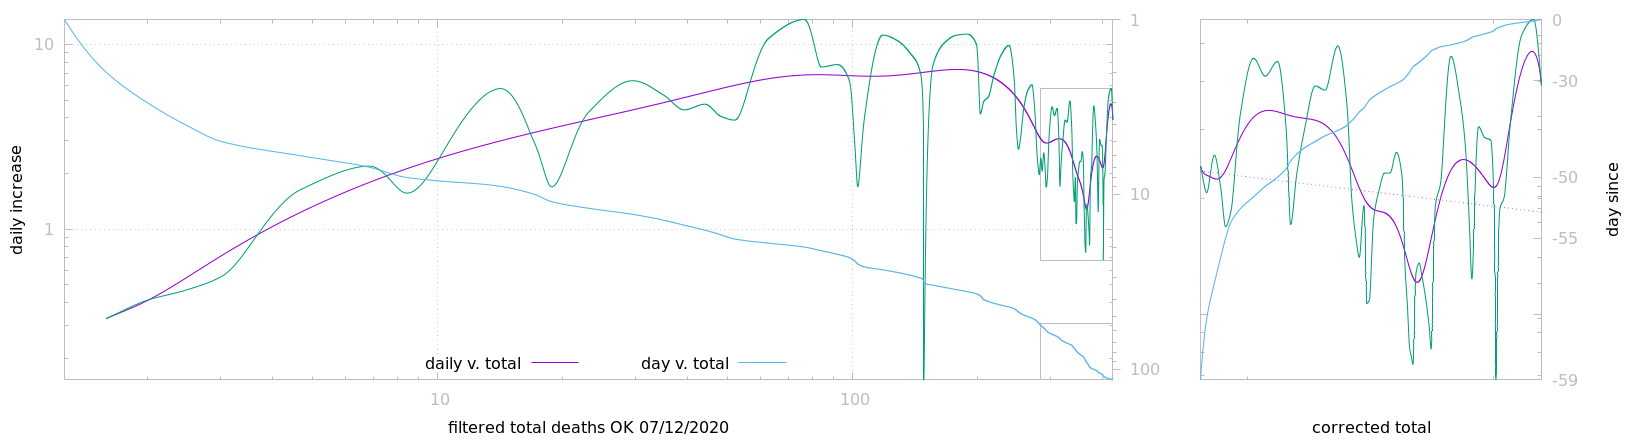 10
1
daily increase
daily v. total
day v. total
10
100
filtered total deaths OK 07/12/2020
1
10
100
0
-30
-50
-55
-59
day since
corrected total